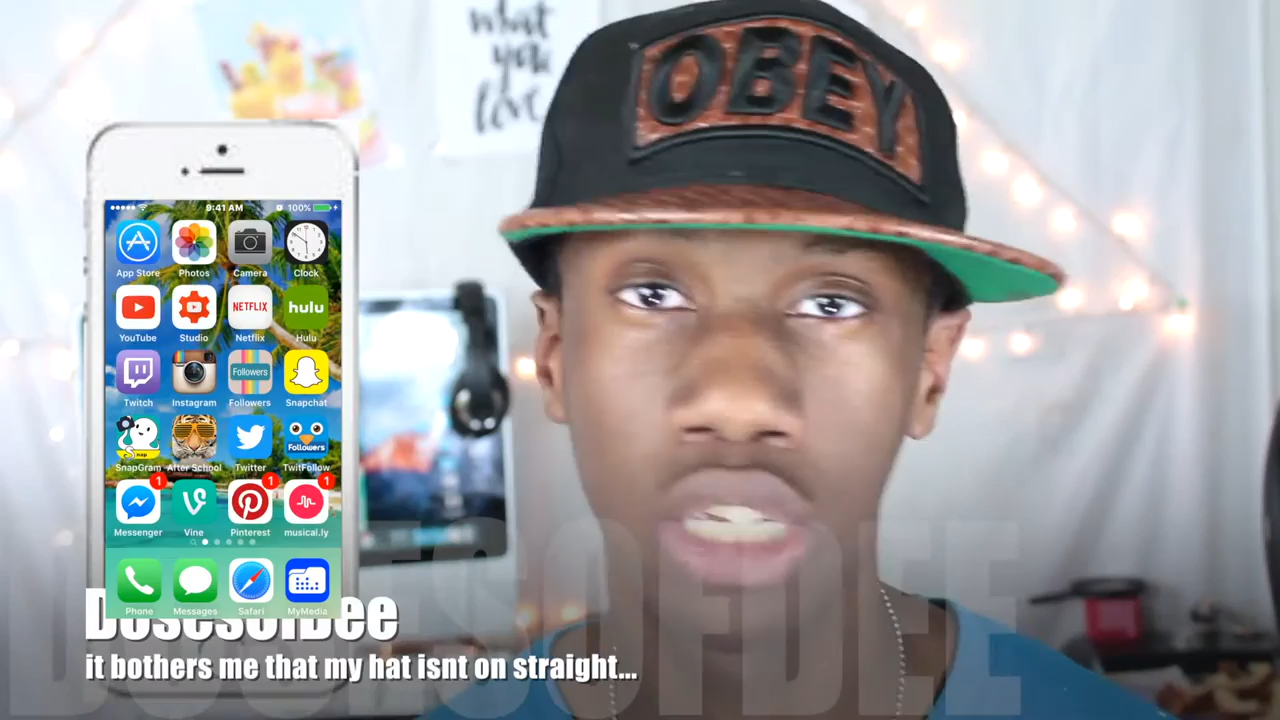 what
you
love
OBEY
9:41 AM 100%
App Store Photos Camera Clock
NETFLIX hulu
YouTube Studio Netflix Hulu
Followers
Twitch Instagram Followers Snapchat
Snap Followers
SnapGram After School Twitter TwitFollow
1 1 1
Messenger Vine Pinterest musical.ly
Phone Messages Safari MyMedia
DosesOfDee
it bothers me that my hat isnt on straight...
DOSESOFDEE